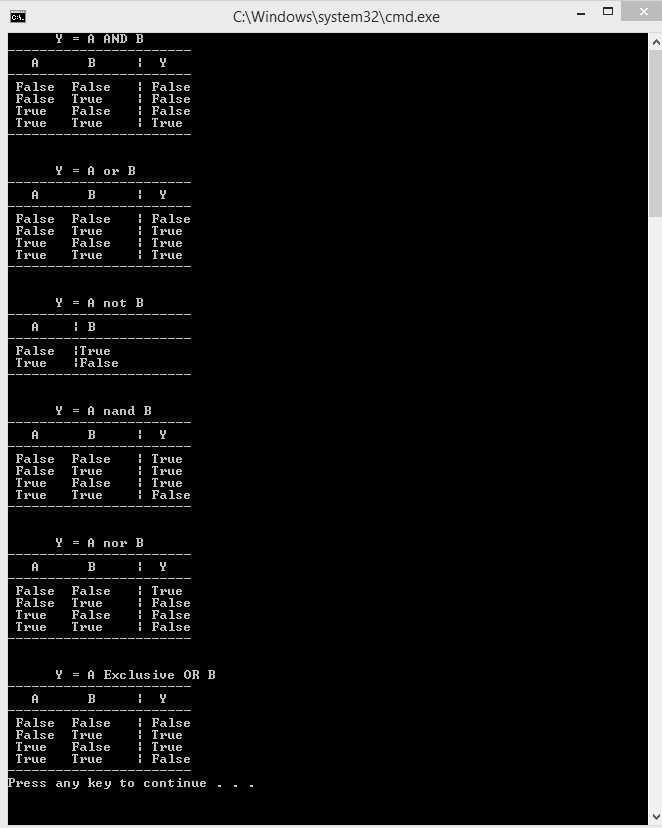 C:\Windows\system32\cmd.exe
Y = A AND B
A B ¦ Y
False False ¦ False
False True ¦ False
True False ¦ False
True True ¦ True
Y = A or B
A B ¦ Y
False False ¦ False
False True ¦ True
True False ¦ True
True True ¦ True
Y = A not B
A ¦ B
False ¦True
True ¦False
Y = A nand B
A B ¦ Y
False False ¦ True
False True ¦ True
True False ¦ True
True True ¦ False
Y = A nor B
A B ¦ Y
False False ¦ True
False True ¦ False
True False ¦ False
True True ¦ False
Y = A Exclusive OR B
A B ¦ Y
False False ¦ False
False True ¦ True
True False ¦ True
True True ¦ False
Press any key to continue . . .